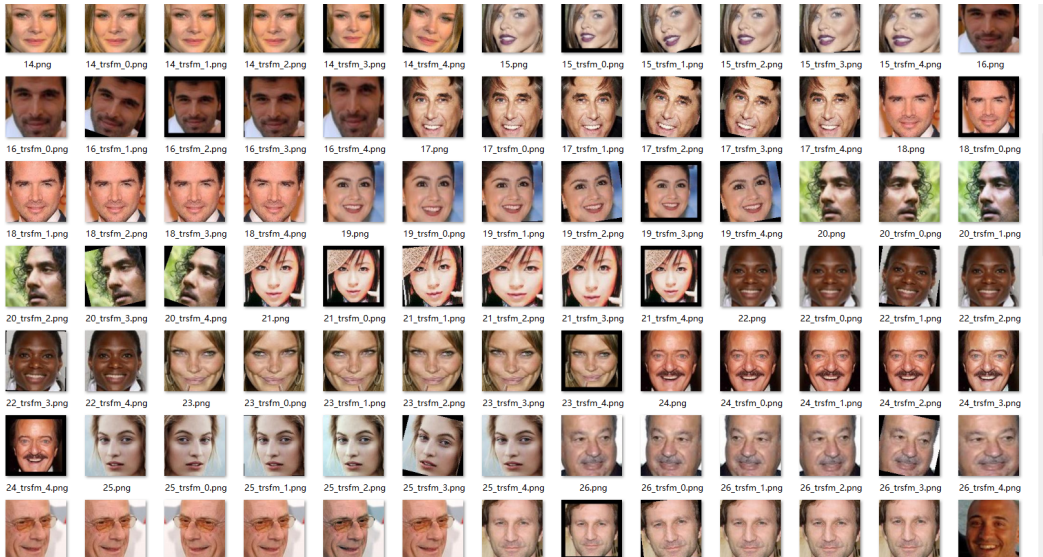 14.png 14_trsfm_0.png 14_trsfm_1.png 14_trsfm_2.png 14_trsfm_3.png 14_trsfm_4.png 15.png 15_trsfm_0.png 15_trsfm_1.png 15_trsfm_2.png 15_trsfm_3.png 15_trsfm_4.png 16.png
16_trsfm_0.png 16_trsfm_1.png 16_trsfm_2.png 16_trsfm_3.png 16_trsfm_4.png 17.png 17_trsfm_0.png 17_trsfm_1.png 17_trsfm_2.png 17_trsfm_3.png 17_trsfm_4.png 18.png 18_trsfm_0.png
18_trsfm_1.png 18_trsfm_2.png 18_trsfm_3.png 18_trsfm_4.png 19.png 19_trsfm_0.png 19_trsfm_1.png 19_trsfm_2.png 19_trsfm_3.png 19_trsfm_4.png 20.png 20_trsfm_0.png 20_trsfm_1.png
20_trsfm_2.png 20_trsfm_3.png 20_trsfm_4.png 21.png 21_trsfm_0.png 21_trsfm_1.png 21_trsfm_2.png 21_trsfm_3.png 21_trsfm_4.png 22.png 22_trsfm_0.png 22_trsfm_1.png 22_trsfm_2.png
22_trsfm_3.png 22_trsfm_4.png 23.png 23_trsfm_0.png 23_trsfm_1.png 23_trsfm_2.png 23_trsfm_3.png 23_trsfm_4.png 24.png 24_trsfm_0.png 24_trsfm_1.png 24_trsfm_2.png 24_trsfm_3.png
24_trsfm_4.png 25.png 25_trsfm_0.png 25_trsfm_1.png 25_trsfm_2.png 25_trsfm_3.png 25_trsfm_4.png 26.png 26_trsfm_0.png 26_trsfm_1.png 26_trsfm_2.png 26_trsfm_3.png 26_trsfm_4.png